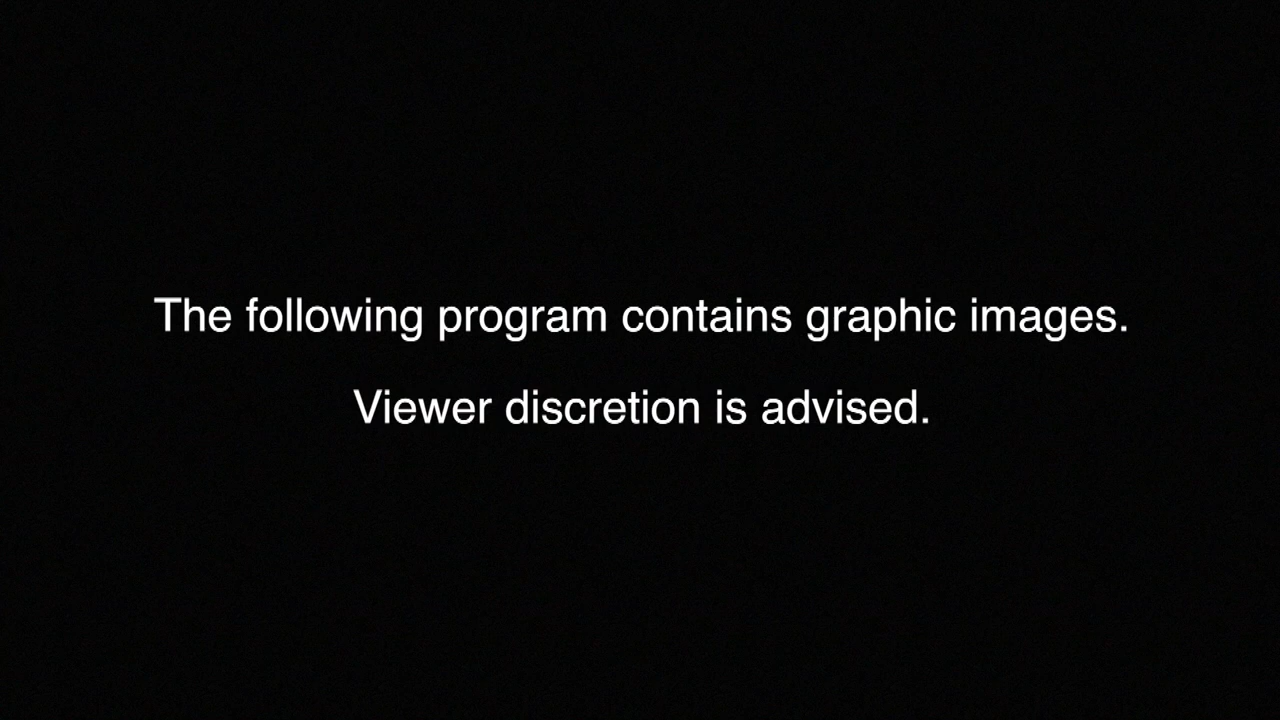 The following program contains graphic images.
Viewer discretion is advised.